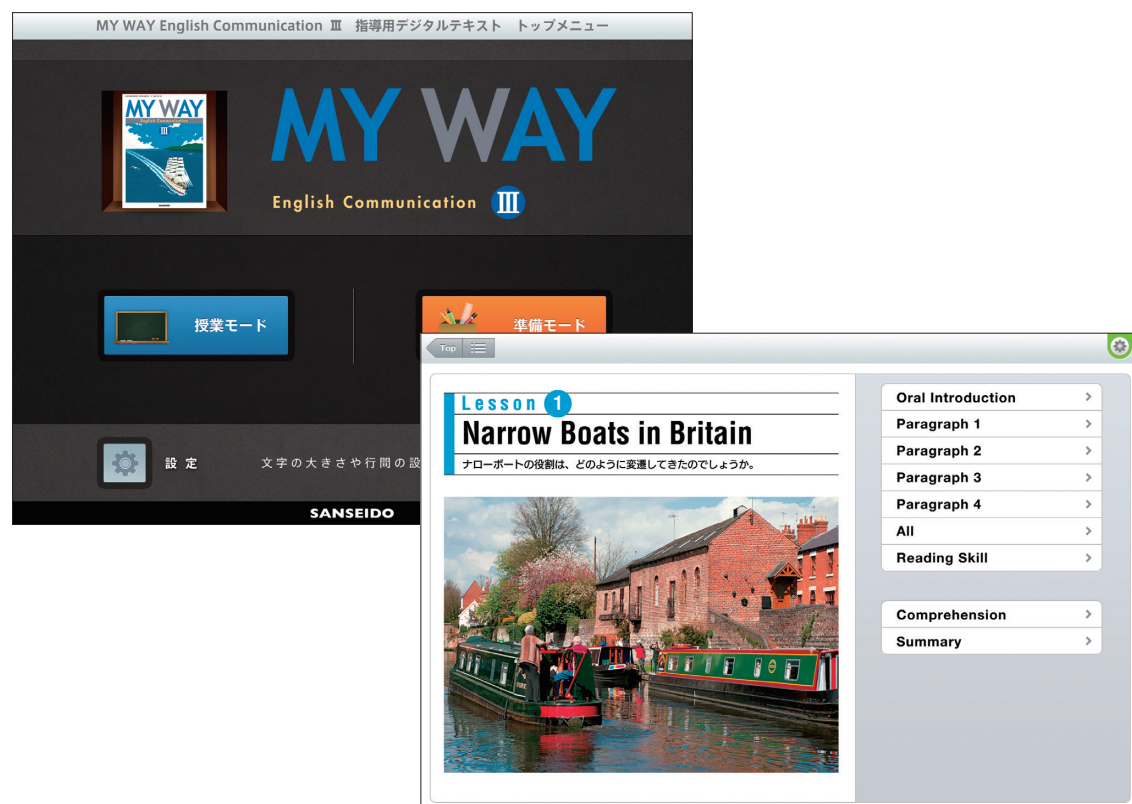 MY WAY English Communication Ⅲ 指導用デジタルテキスト トップメニュー
MY WAY
English Communication
Ⅲ
MY WAY
English Communication Ⅲ
授業モード
準備モード
設定 文字の大きさや行間の設
SANSEIDO
Top
Lesson 1
Narrow Boats in Britain
ナローボートの役割は、どのように変遷してきたのでしょうか。
Oral Introduction
Paragraph 1
Paragraph 2
Paragraph 3
Paragraph 4
All
Reading Skill
Comprehension
Summary